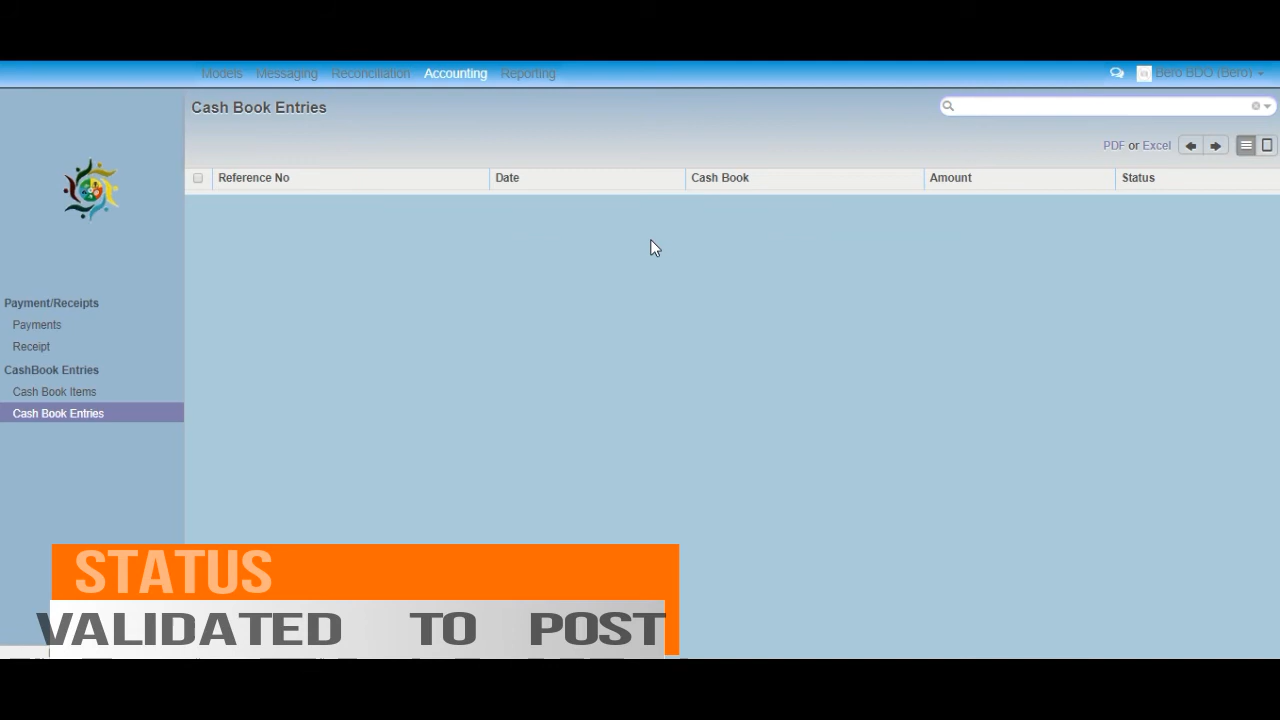 Models Messaging Reconciliation Accounting Reporting Bero BDO (Bero)
Cash Book Entries
PDF or Excel
Reference No Date Cash Book Amount Status
Payment/Receipts
Payments
Receipt
CashBook Entries
Cash Book Items
Cash Book Entries
STATUS
VALIDATED TO POST